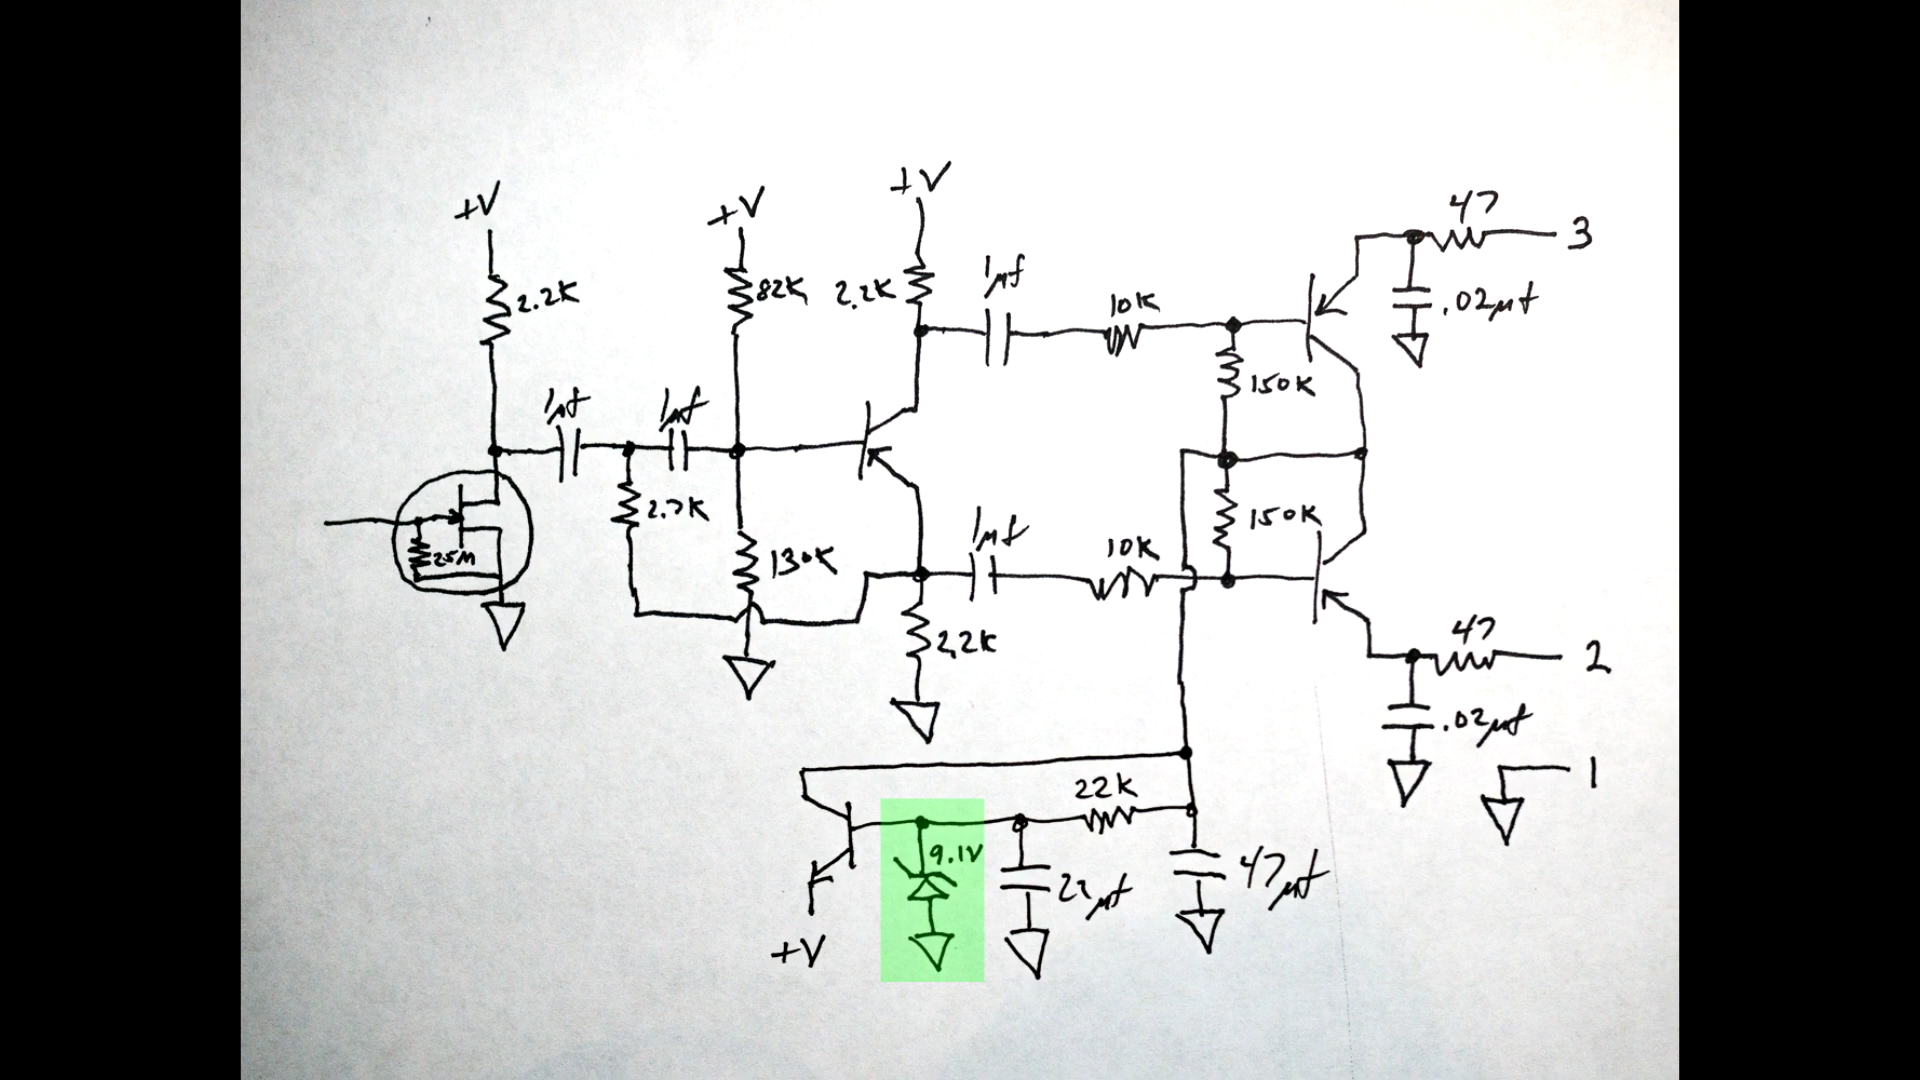 +V
+V
+V
47
3
2.2K
82K
2.2K
1µf
10K
.02µf
150K
1µf
1µf
2.7K
25M
130K
1µf
10K
150K
2.2K
47
2
.02µf
1
22K
9.1V
22µf
47µf
+V